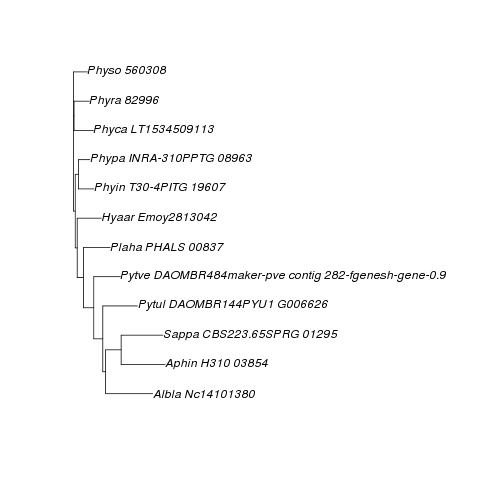 Physo 560308
Phyra 82996
Phyca LT1534509113
Phypa INRA-310PPTG 08963
Phyin T30-4PITG 19607
Hyaar Emoy2813042
Plaha PHALS 00837
Pytve DAOMBR484maker-pve contig 282-fgenesh-gene-0.9
Pytul DAOMBR144PYU1 G006626
Sappa CBS223.65SPRG 01295
Aphin H310 03854
Albla Nc14101380